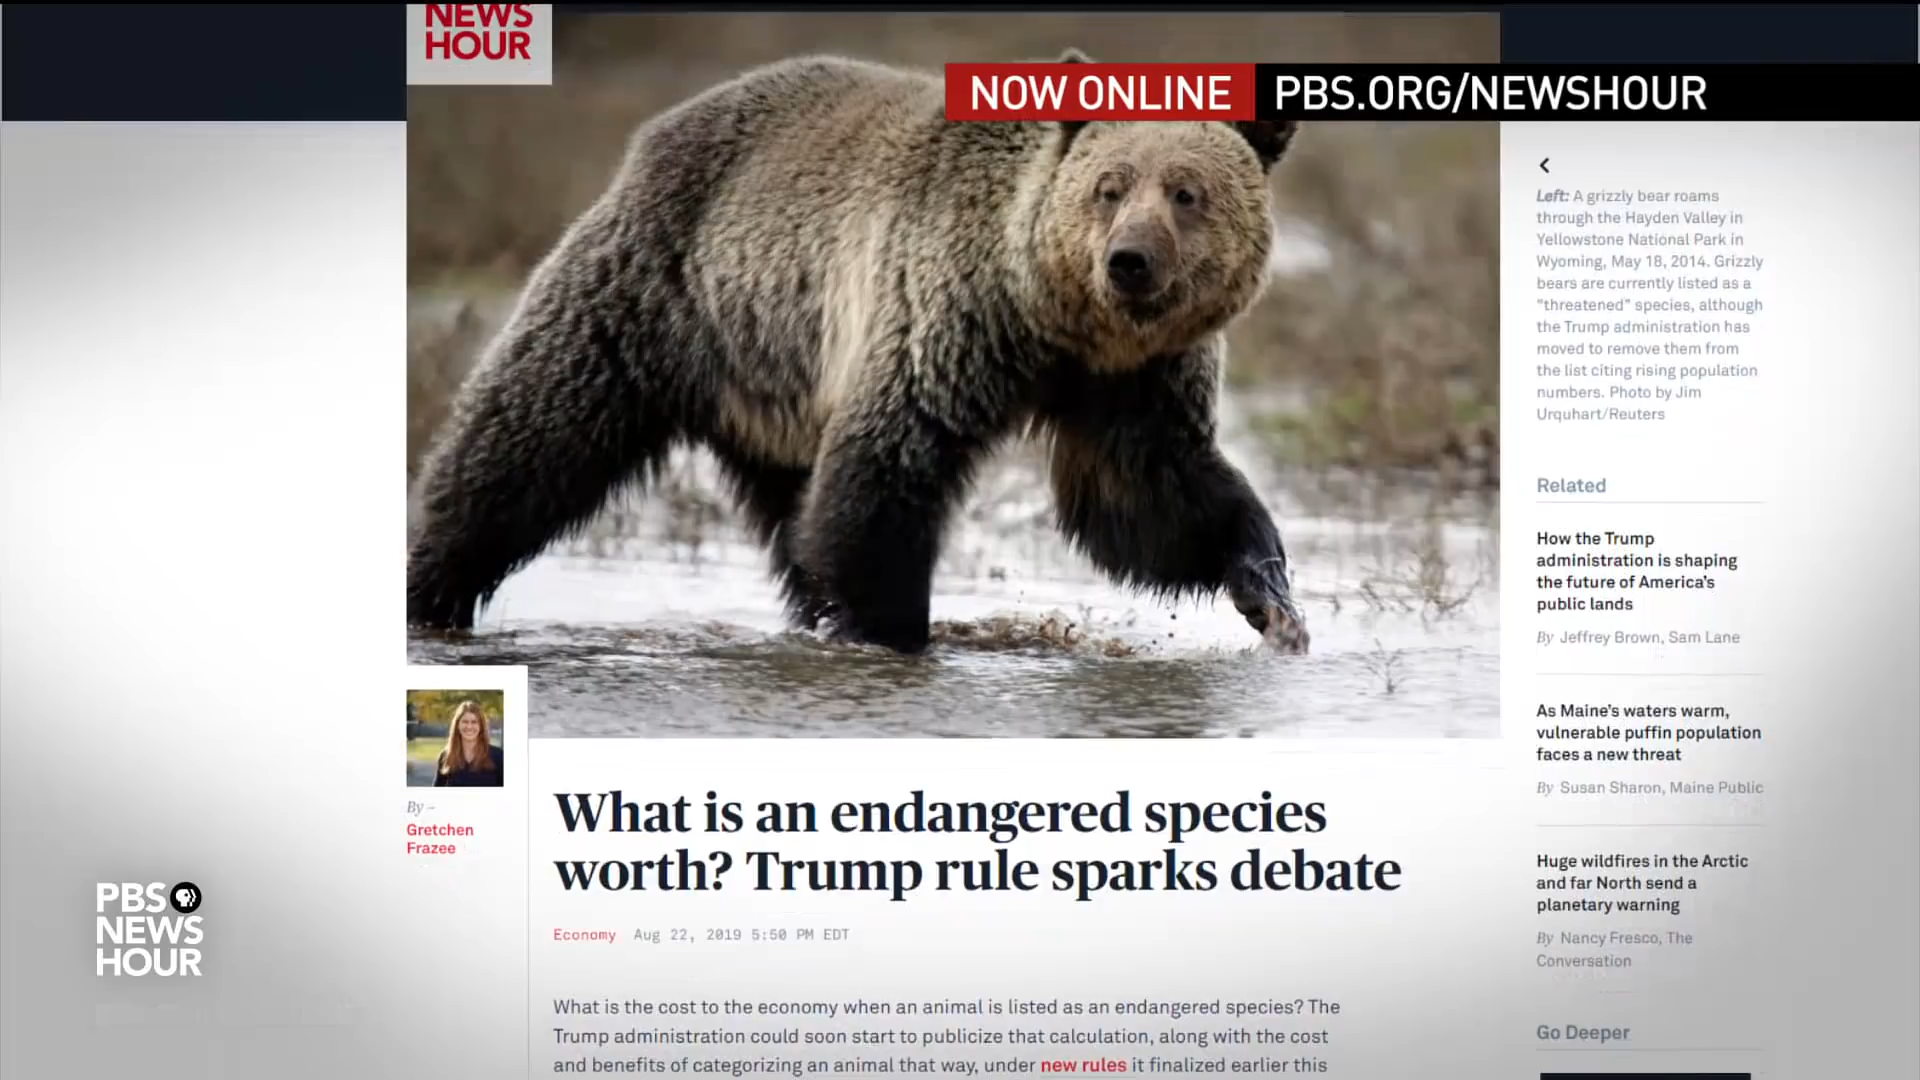 NEWS
HOUR
NOW ONLINE PBS.ORG/NEWSHOUR
Left: A grizzly bear roams
through the Hayden Valley in
Yellowstone National Park in
Wyoming, May 18, 2014. Grizzly
bears are currently listed as a
"threatened" species, although
the Trump administration has
moved to remove them from
the list citing rising population
numbers. Photo by Jim
Urquhart/Reuters
Related
How the Trump
administration is shaping
the future of America's
public lands
By Jeffrey Brown, Sam Lane
As Maine's waters warm,
vulnerable puffin population
faces a new threat
By Susan Sharon, Maine Public
Huge wildfires in the Arctic
and far North send a
planetary warning
By Nancy Fresco, The
Conversation
Go Deeper
By –
Gretchen
Frazee
What is an endangered species
worth? Trump rule sparks debate
Economy Aug 22, 2019 5:50 PM EDT
What is the cost to the economy when an animal is listed as an endangered species? The
Trump administration could soon start to publicize that calculation, along with the cost
and benefits of categorizing an animal that way, under new rules it finalized earlier this
PBS
NEWS
HOUR